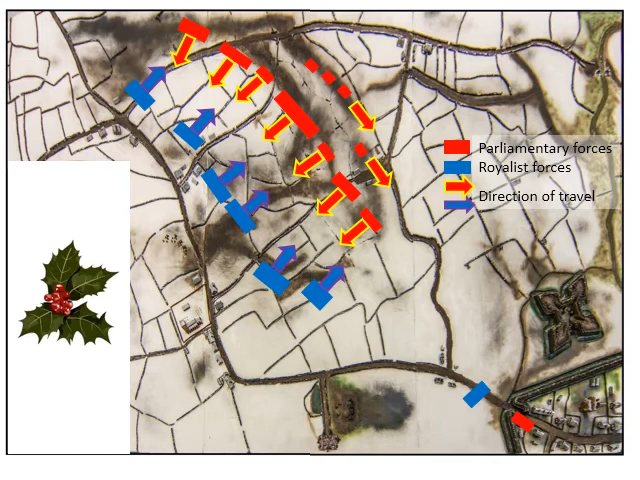 Parliamentary forces
Royalist forces
Direction of travel